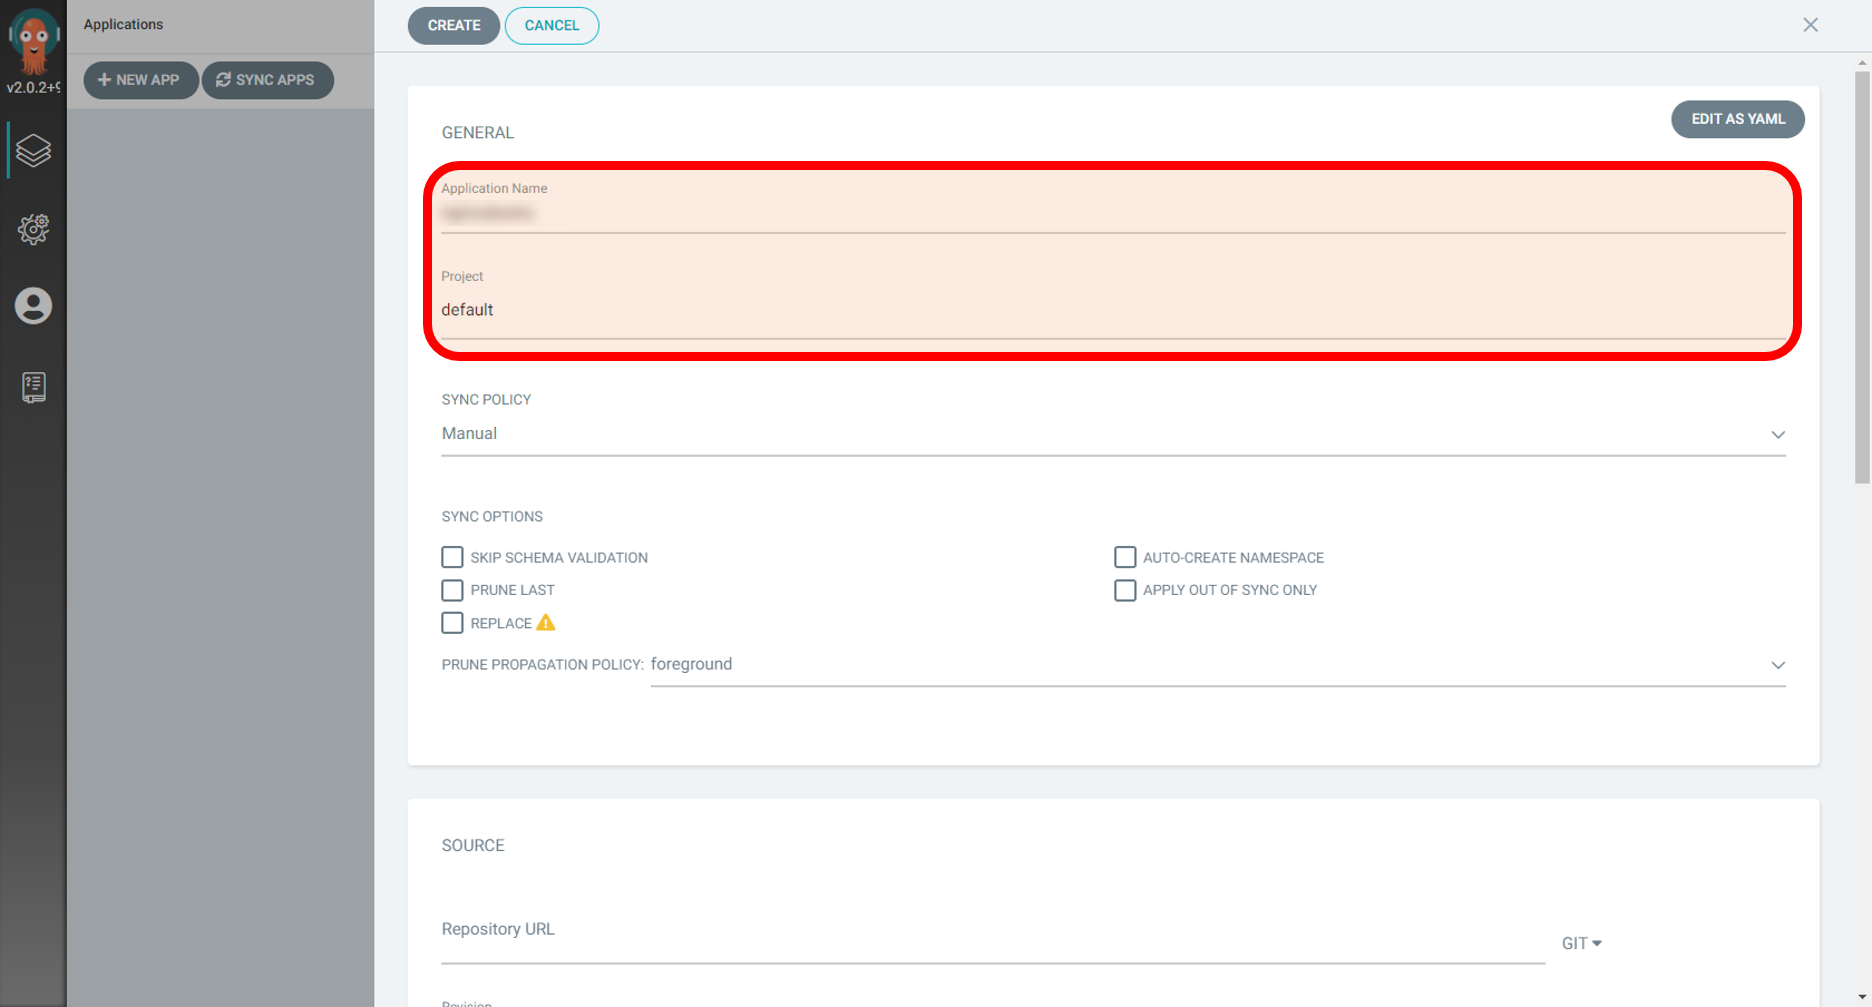 Applications
CREATE
CANCEL
v2.0.2+9
NEW APP
SYNC APPS
GENERAL
EDIT AS YAML
Application Name
Project
default
SYNC POLICY
Manual
SYNC OPTIONS
SKIP SCHEMA VALIDATION
AUTO-CREATE NAMESPACE
PRUNE LAST
APPLY OUT OF SYNC ONLY
REPLACE
PRUNE PROPAGATION POLICY: foreground
SOURCE
Repository URL
GIT
Revision